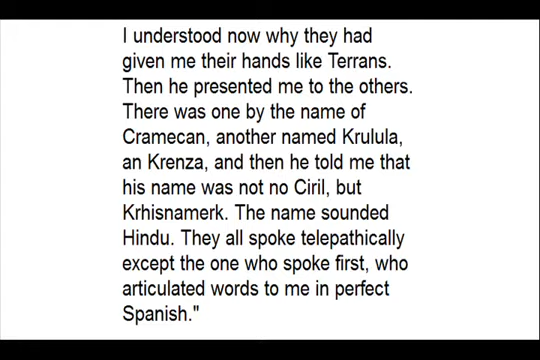 I understood now why they had
given me their hands like Terrans.
Then he presented me to the others.
There was one by the name of
Cramecan, another named Krulula,
an Krenza, and then he told me that
his name was not no Ciril, but
Krhisnamerk. The name sounded
Hindu. They all spoke telepathically
except the one who spoke first, who
articulated words to me in perfect
Spanish."